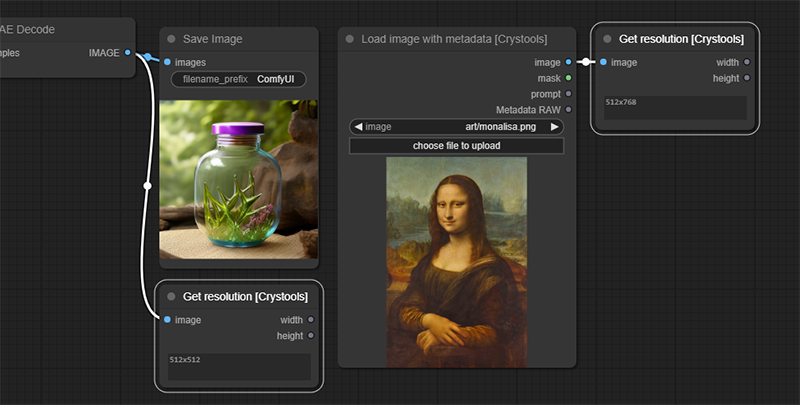 AE Decode
IMAGE
Save Image
images
filename_prefix ComfyUI
Get resolution [Crystools]
image
width
height
512x512
Load image with metadata [Crystools]
image
mask
prompt
Metadata RAW
image art/monalisa.png
choose file to upload
Get resolution [Crystools]
image width
height
512x768